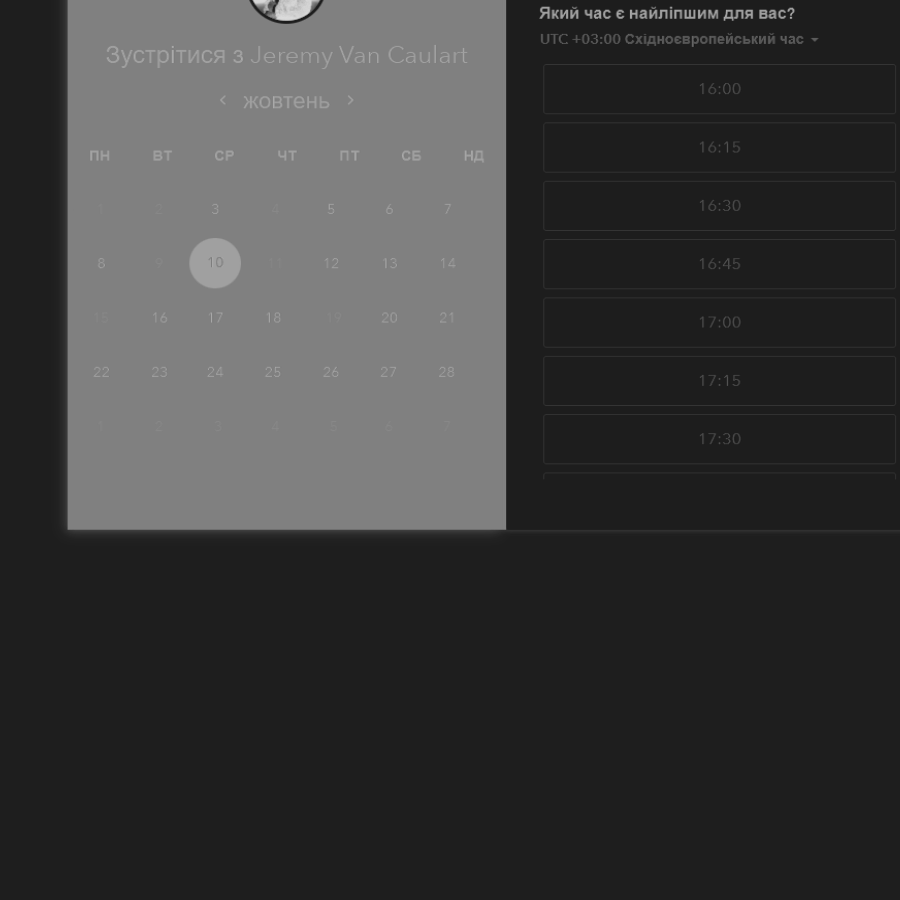 Зустрітися з Jeremy Van Caulart
жовтень
ПН ВТ СР ЧТ ПТ СБ НД
1 2 3 4 5 6 7
8 9 10 11 12 13 14
15 16 17 18 19 20 21
22 23 24 25 26 27 28
1 2 3 4 5 6 7
Який час є найліпшим для вас?
UTC +03:00 Східноєвропейський час
16:00
16:15
16:30
16:45
17:00
17:15
17:30